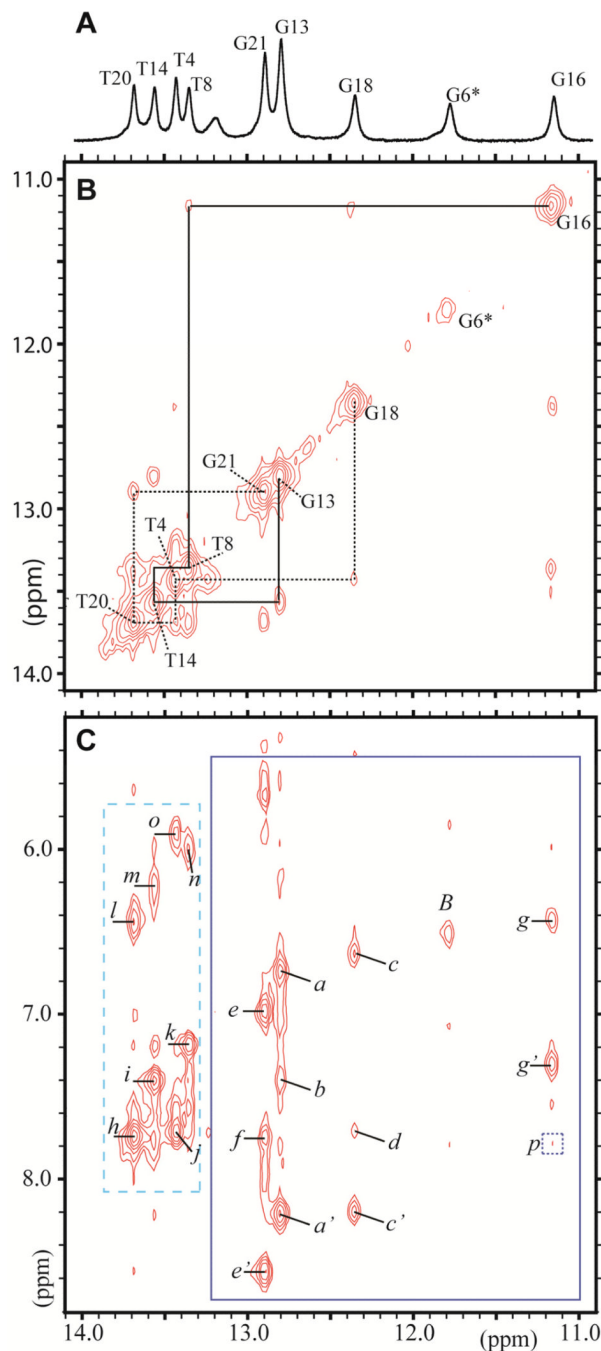 A
T20 T14 T4 T8 G21 G13 G18 G6* G16
B
11.0
G16
G6*
12.0
G18
G21
G13
13.0
T4
T8
T20
T14
14.0
(ppm)
C
o
6.0
n
m
l
B
g
c
a
e
7.0
k
g’
i
b
h
j
f
d
p
8.0
a’
c’
e’
(ppm)
14.0 13.0 12.0 (ppm) 11.0